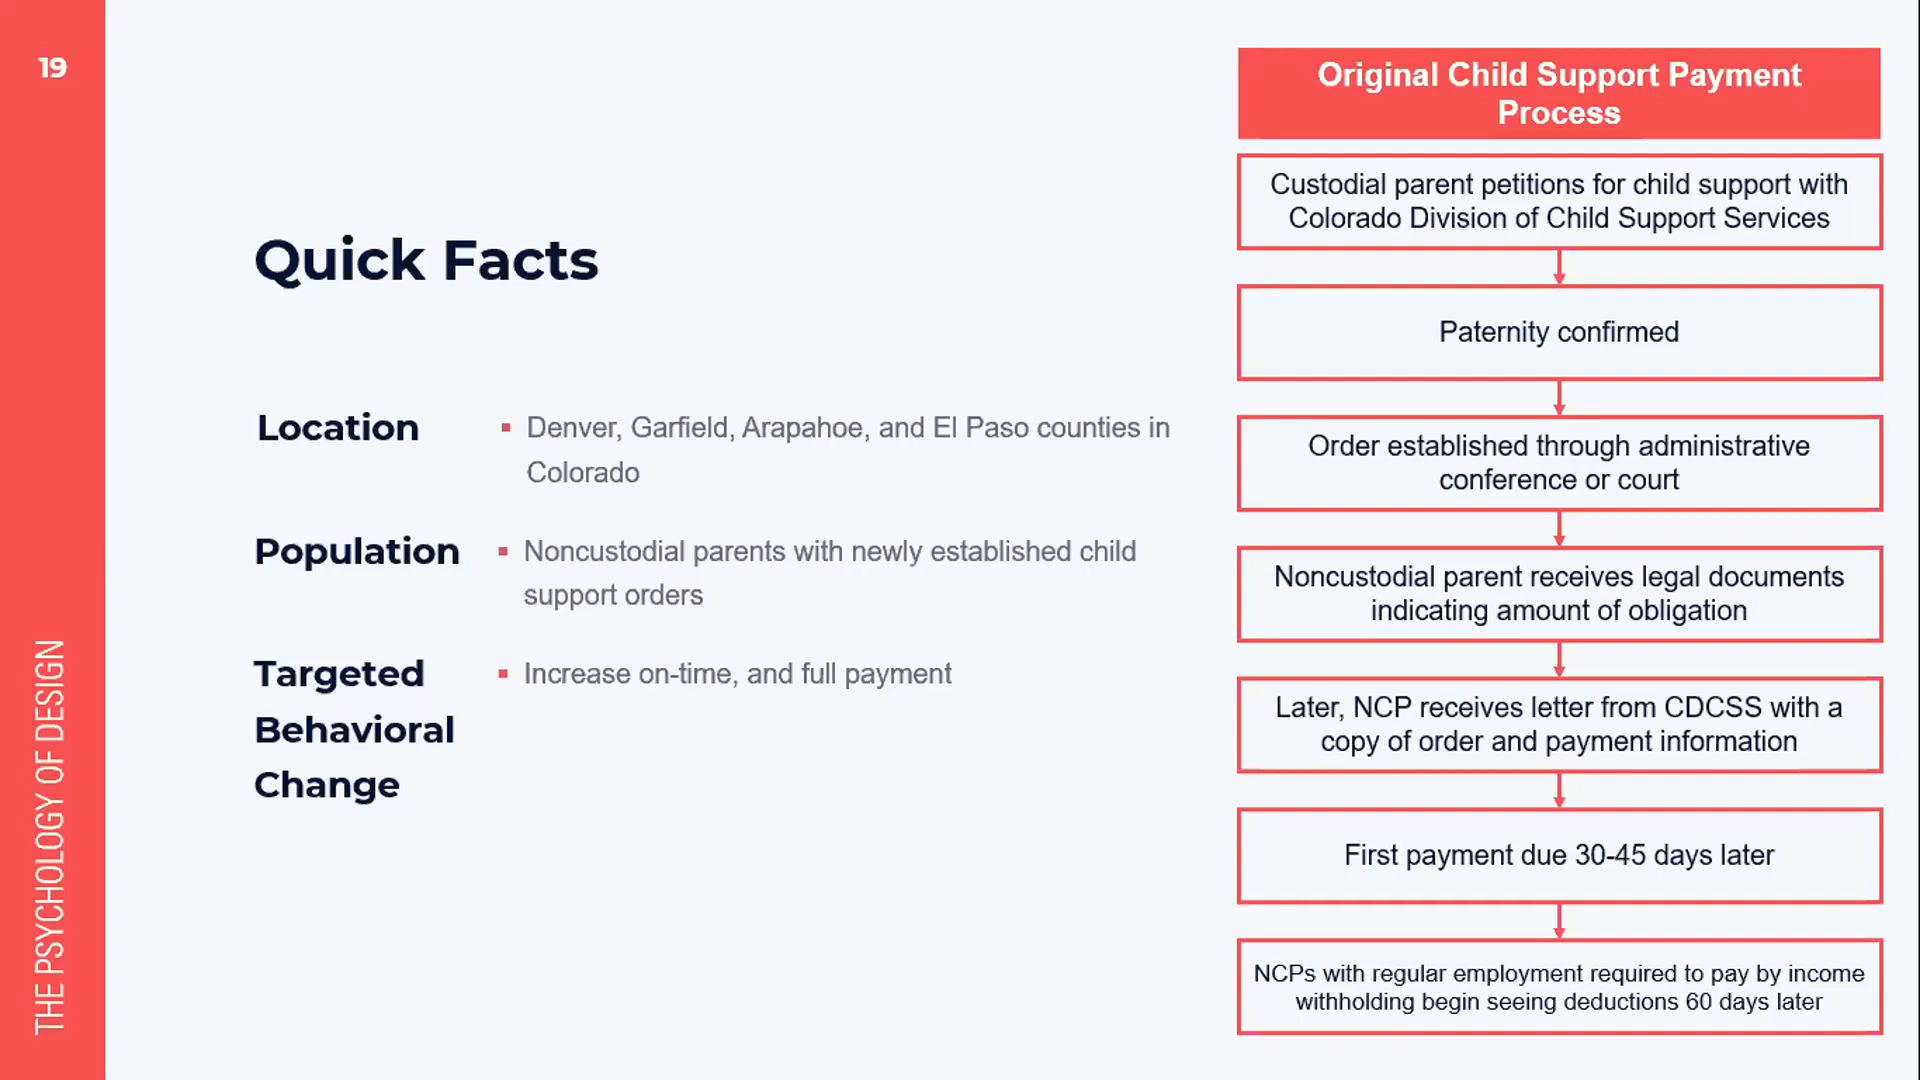 19
THE PSYCHOLOGY OF DESIGN
Quick Facts
Location
▪ Denver, Garfield, Arapahoe, and El Paso counties in
Colorado
Population
▪ Noncustodial parents with newly established child
support orders
Targeted
Behavioral
Change
▪ Increase on-time, and full payment
Original Child Support Payment
Process
Custodial parent petitions for child support with
Colorado Division of Child Support Services
Paternity confirmed
Order established through administrative
conference or court
Noncustodial parent receives legal documents
indicating amount of obligation
Later, NCP receives letter from CDCSS with a
copy of order and payment information
First payment due 30-45 days later
NCPs with regular employment required to pay by income
withholding begin seeing deductions 60 days later